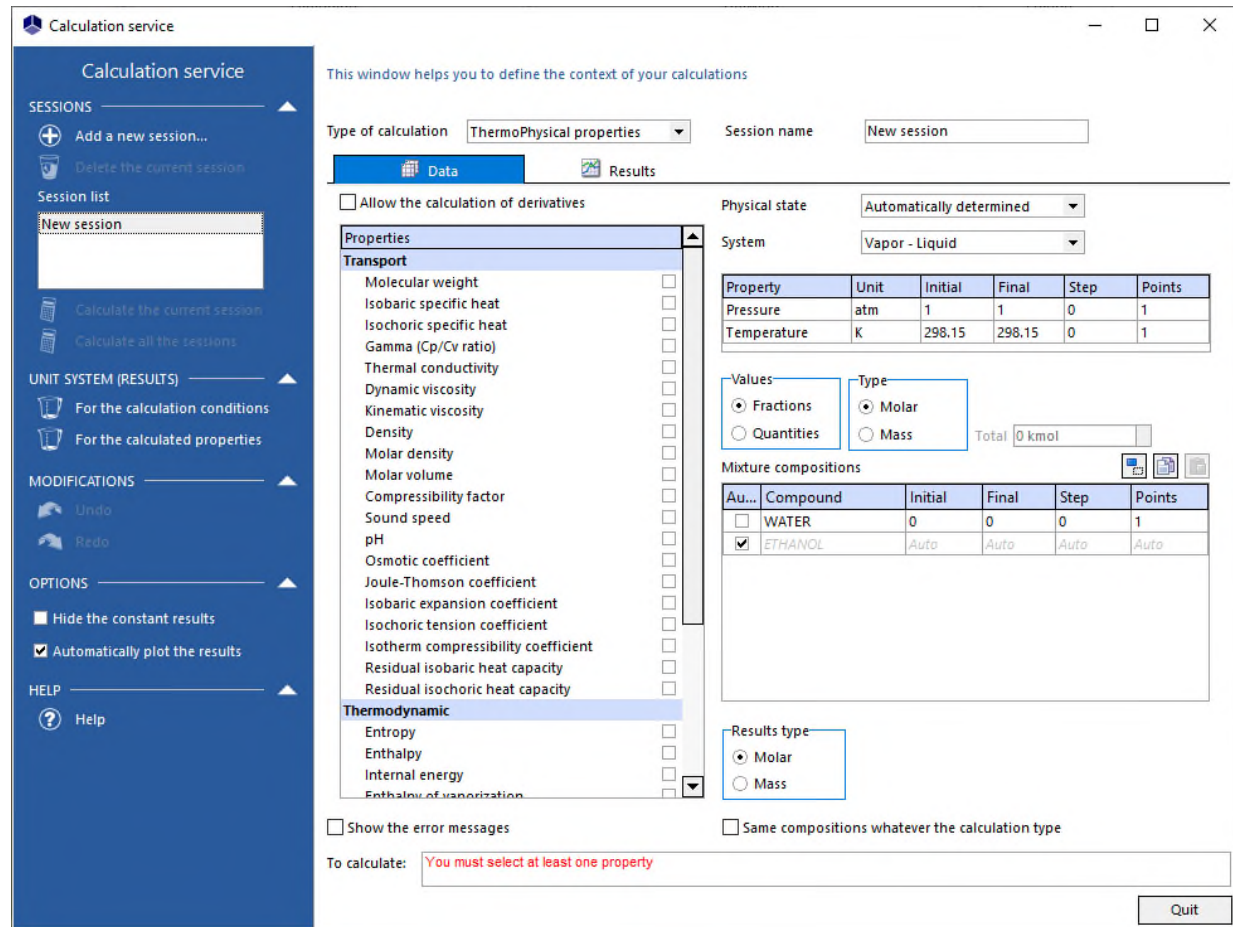 Calculation service
Calculation service
SESSIONS
Add a new session...
Delete the current session
Session list
New session
Calculate the current session
Calculate all the sessions
UNIT SYSTEM (RESULTS)
For the calculation conditions
For the calculated properties
MODIFICATIONS
Undo
Redo
OPTIONS
Hide the constant results
Automatically plot the results
HELP
? Help
This window helps you to define the context of your calculations
Type of calculation ThermoPhysical properties
Session name New session
Data
Results
Allow the calculation of derivatives
Properties
Transport
Molecular weight
Isobaric specific heat
Isochoric specific heat
Gamma (Cp/Cv ratio)
Thermal conductivity
Dynamic viscosity
Kinematic viscosity
Density
Molar density
Molar volume
Compressibility factor
Sound speed
pH
Osmotic coefficient
Joule-Thomson coefficient
Isobaric expansion coefficient
Isochoric tension coefficient
Isotherm compressibility coefficient
Residual isobaric heat capacity
Residual isochoric heat capacity
Thermodynamic
Entropy
Enthalpy
Internal energy
Enthalpy of vaporization
Physical state Automatically determined
System Vapor - Liquid
Property Unit Initial Final Step Points
Pressure atm 1 1 0 1
Temperature K 298.15 298.15 0 1
Values
Fractions
Quantities
Type
Molar
Mass
Total 0 kmol
Mixture compositions
Au... Compound Initial Final Step Points
WATER 0 0 0 1
ETHANOL Auto Auto Auto Auto
Results type
Molar
Mass
Show the error messages
Same compositions whatever the calculation type
To calculate: You must select at least one property
Quit